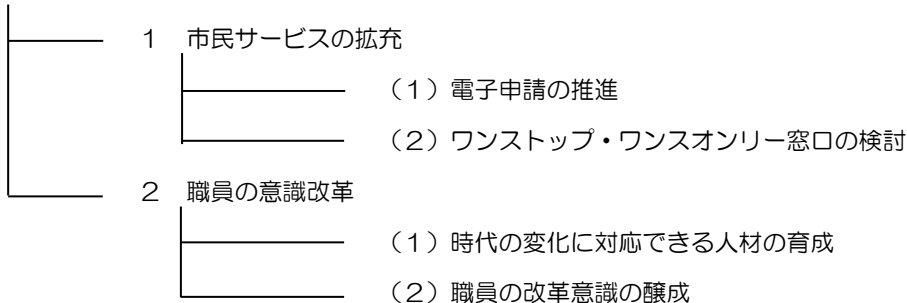 １　市民サービスの拡充
（１）電子申請の推進
（２）ワンストップ・ワンスオンリー窓口の検討
２　職員の意識改革
（１）時代の変化に対応できる人材の育成
（２）職員の改革意識の醸成